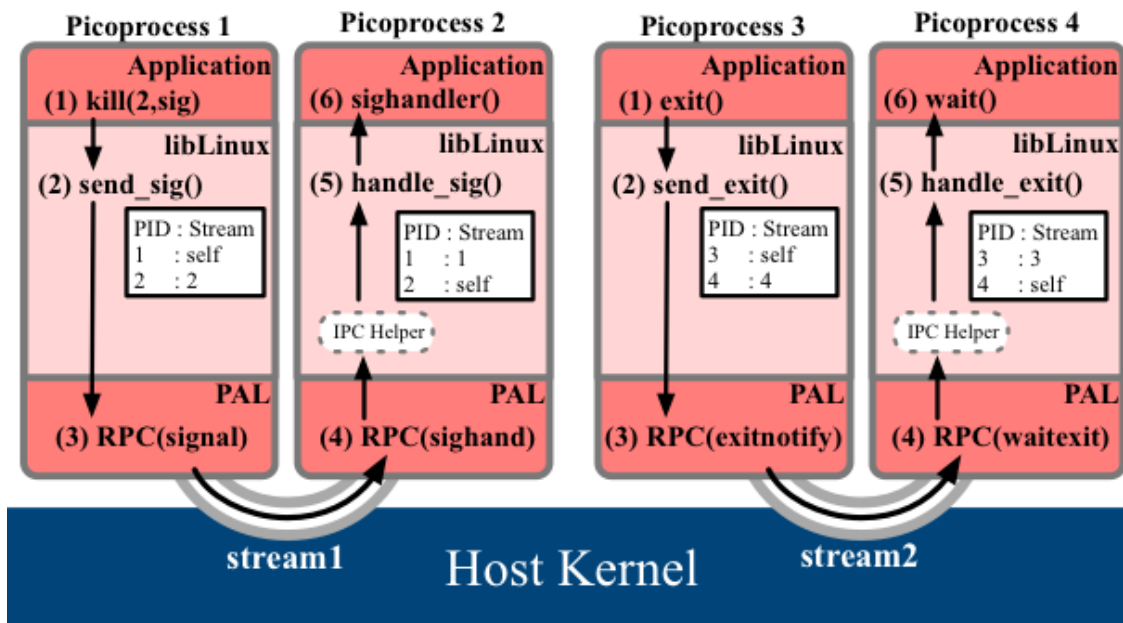 Picoprocess 1
Application
(1) kill(2,sig)
libLinux
(2) send_sig()
PID : Stream
1 : self
2 : 2
PAL
(3) RPC(signal)
Picoprocess 2
Application
(6) sighandler()
libLinux
(5) handle_sig()
PID : Stream
1 : 1
2 : self
IPC Helper
PAL
(4) RPC(sighand)
stream1
Picoprocess 3
Application
(1) exit()
libLinux
(2) send_exit()
PID : Stream
3 : self
4 : 4
PAL
(3) RPC(exitnotify)
Picoprocess 4
Application
(6) wait()
libLinux
(5) handle_exit()
PID : Stream
3 : 3
4 : self
IPC Helper
PAL
(4) RPC(waitexit)
stream2
Host Kernel